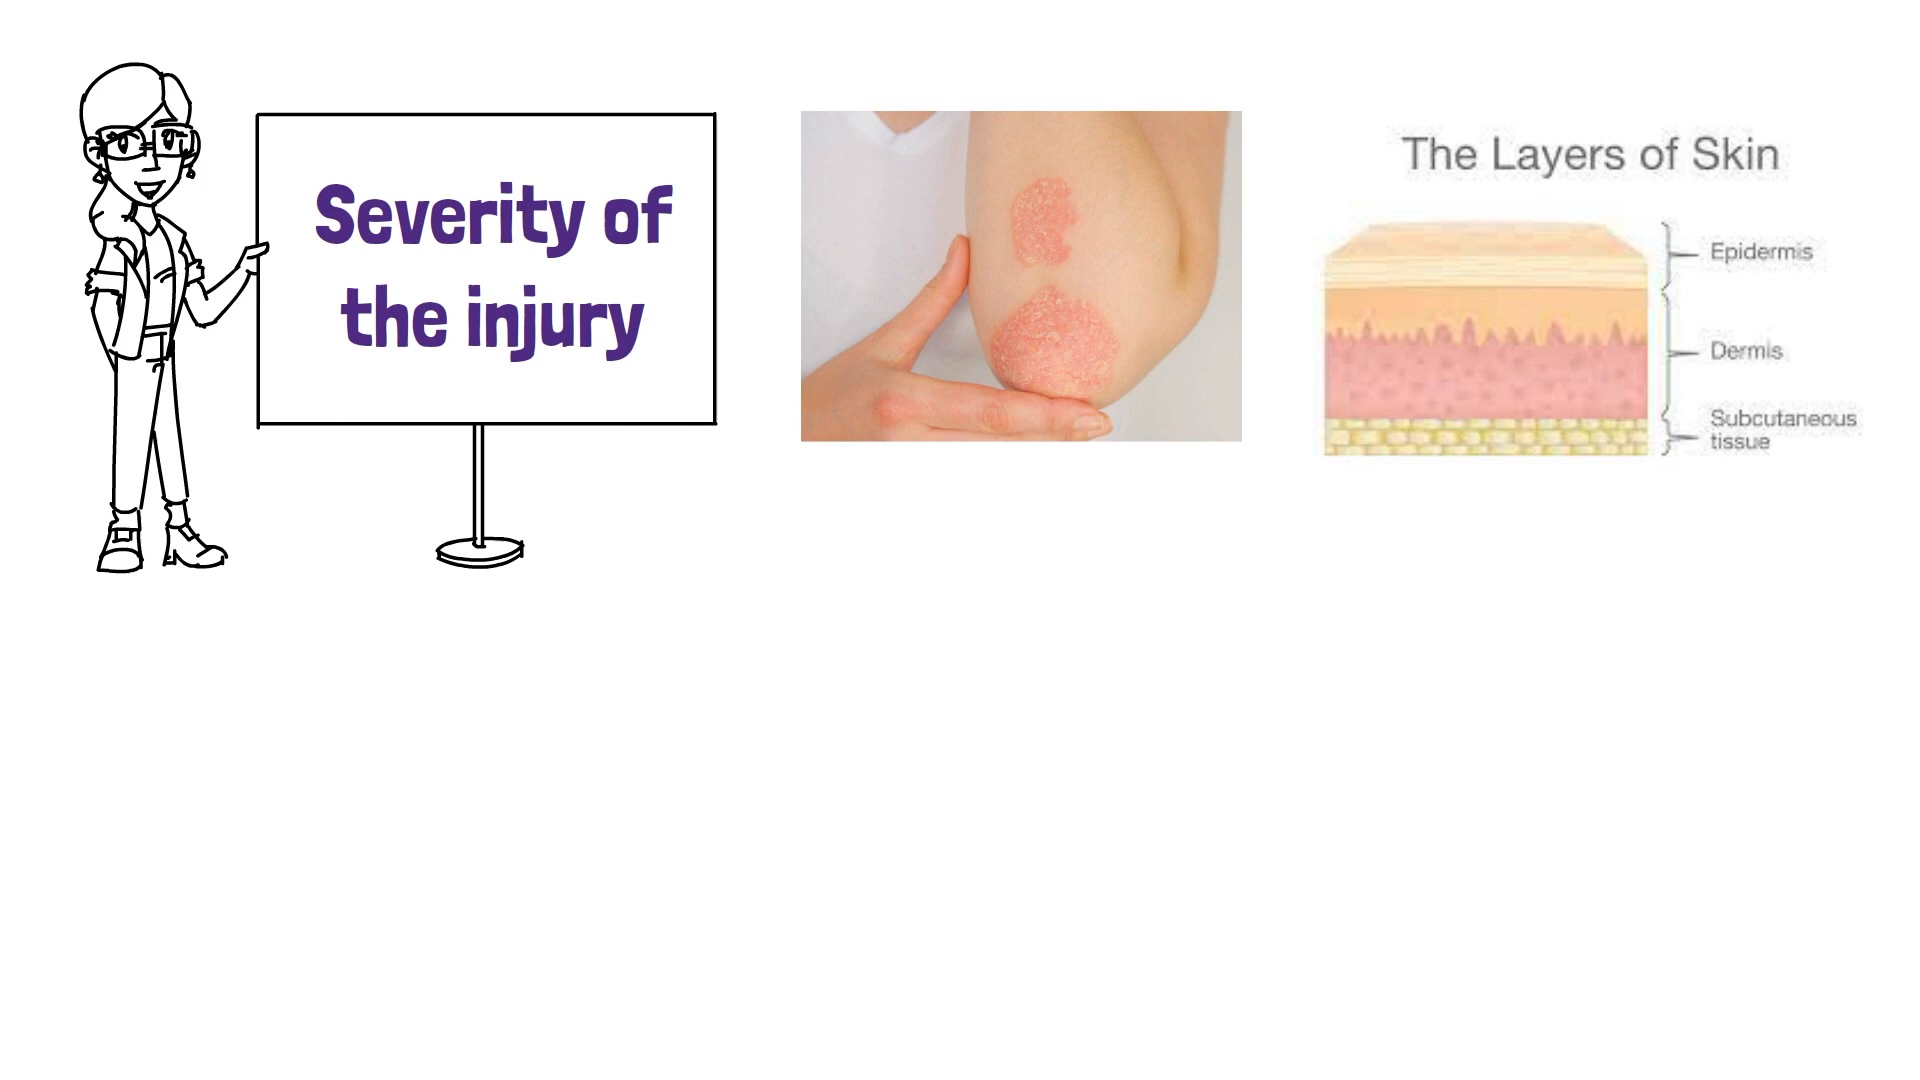 Severity of
the injury
The Layers of Skin
Epidermis
Dermis
Subcutaneous
tissue